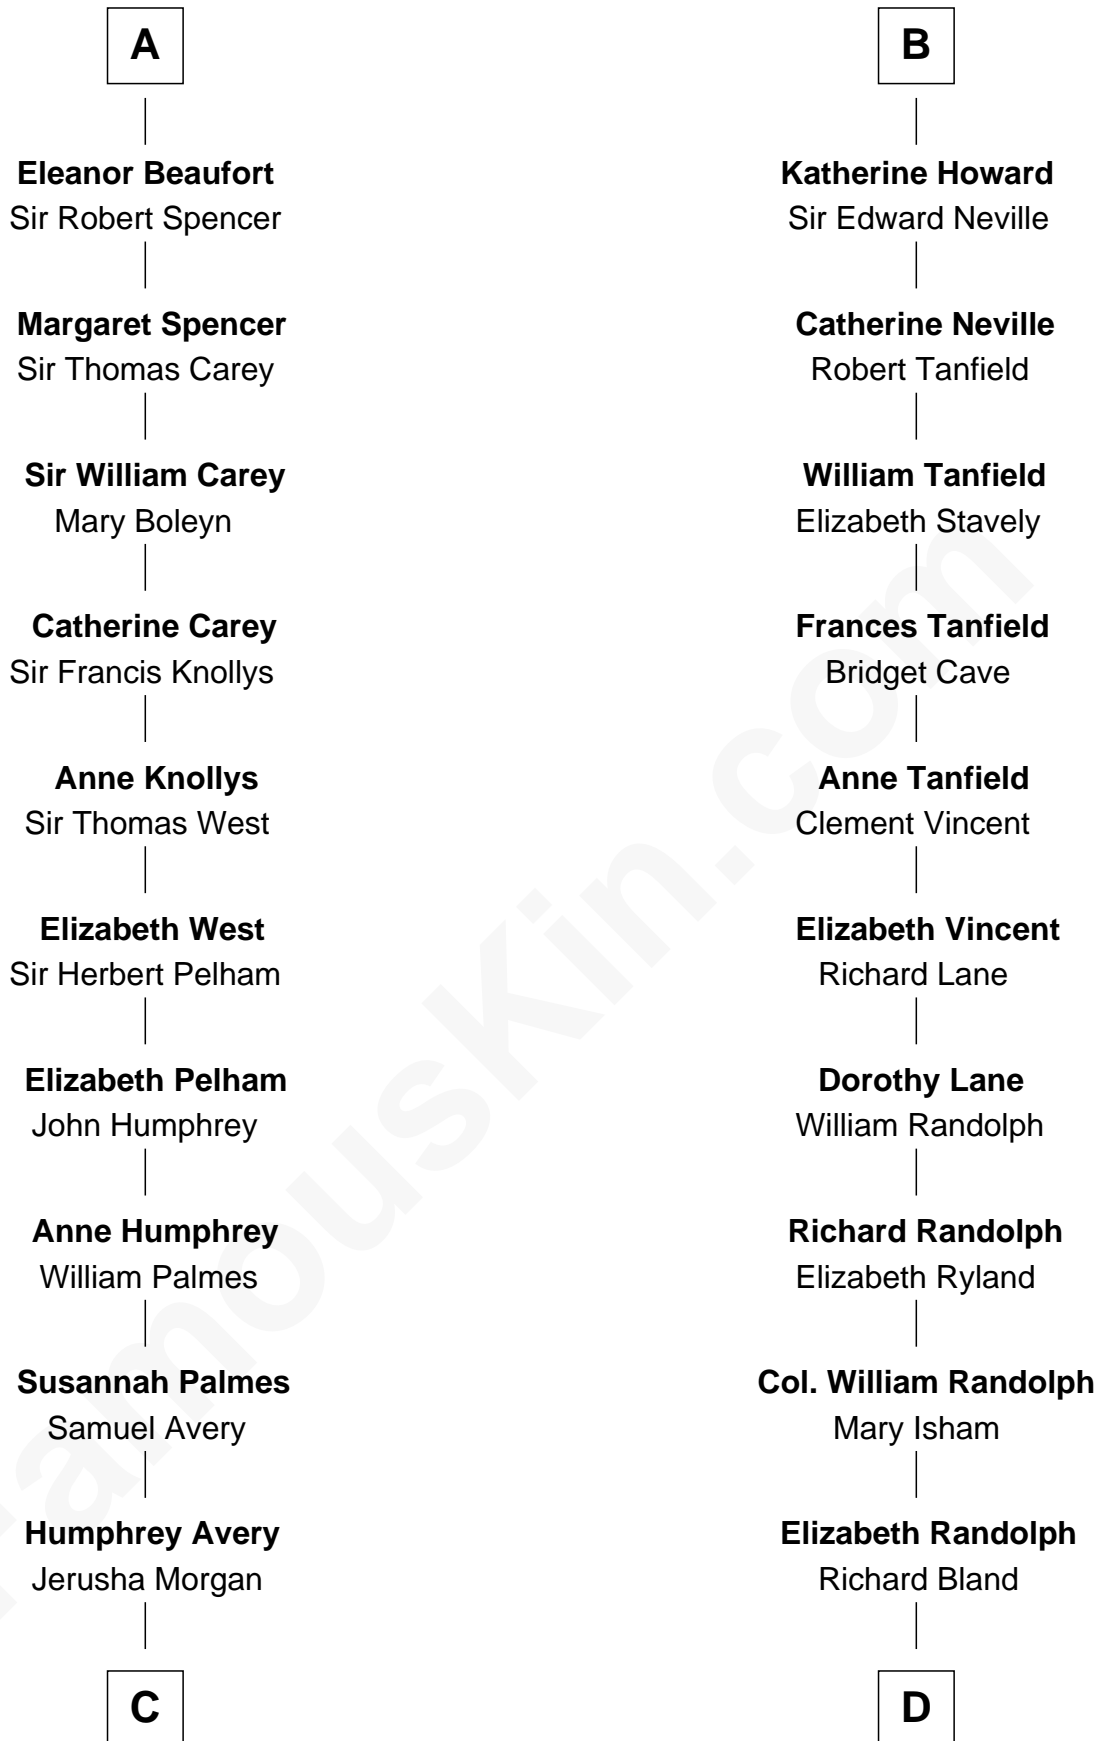 A
Eleanor Beaufort
Sir Robert Spencer
Margaret Spencer
Sir Thomas Carey
Sir William Carey
Mary Boleyn
Catherine Carey
Sir Francis Knollys
Anne Knollys
Sir Thomas West
Elizabeth West
Sir Herbert Pelham
Elizabeth Pelham
John Humphrey
Anne Humphrey
William Palmes
Susannah Palmes
Samuel Avery
Humphrey Avery
Jerusha Morgan
C
B
Katherine Howard
Sir Edward Neville
Catherine Neville
Robert Tanfield
William Tanfield
Elizabeth Stavely
Frances Tanfield
Bridget Cave
Anne Tanfield
Clement Vincent
Elizabeth Vincent
Richard Lane
Dorothy Lane
William Randolph
Richard Randolph
Elizabeth Ryland
Col. William Randolph
Mary Isham
Elizabeth Randolph
Richard Bland
D
FamousKin.com